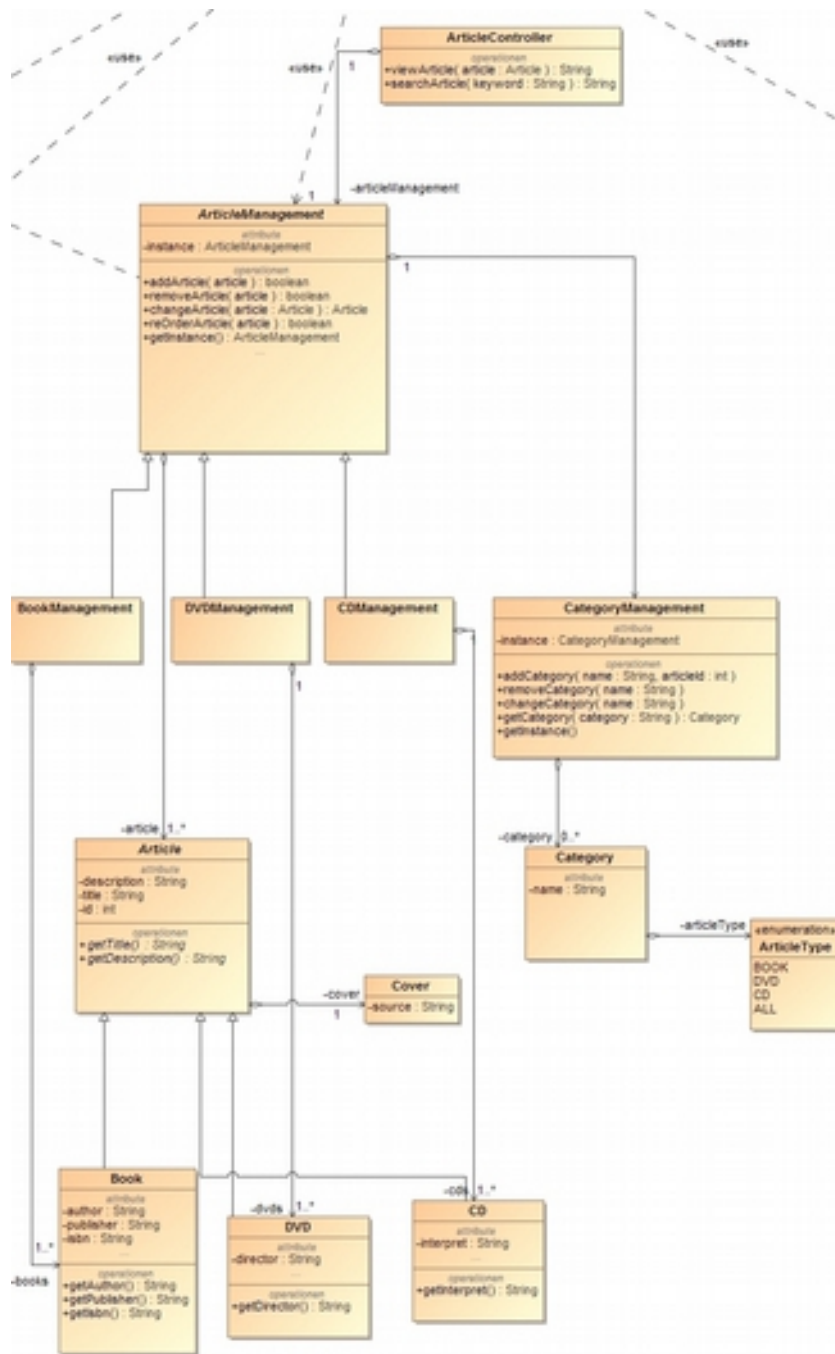 ArticleController
operationen
+viewArticle( article : Article ) : String
+searchArticle( keyword : String ) : String
«use»
«use»
«use»
1
-articleManagement
1
ArticleManagement
attribute
-instance : ArticleManagement
operationen
+addArticle( article ) : boolean
+removeArticle( article ) : boolean
+changeArticle( article : Article ) : Article
+reOrderArticle( article ) : boolean
+getInstance() : ArticleManagement
...
1
BookManagement
DVDManagement
CDManagement
1
1
CategoryManagement
attribute
-instance : CategoryManagement
operationen
+addCategory( name : String, articleId : int )
+removeCategory( name : String )
+changeCategory( name : String )
+getCategory( category : String ) : Category
+getInstance()
-article 1..*
Article
attribute
-description : String
-title : String
-id : int
operationen
+getTitle() : String
+getDescription() : String
-category 0..*
Category
attribute
-name : String
-articleType
«enumeration»
ArticleType
BOOK
DVD
CD
ALL
-cover
1
Cover
-source : String
1..*
-books
Book
attribute
-author : String
-publisher : String
-isbn : String
...
operationen
+getAuthor() : String
+getPublisher() : String
+getIsbn() : String
-dvds 1..*
DVD
attribute
-director : String
...
operationen
+getDirector() : String
-cds 1..*
CD
attribute
-interpret : String
...
operationen
+getInterpret() : String